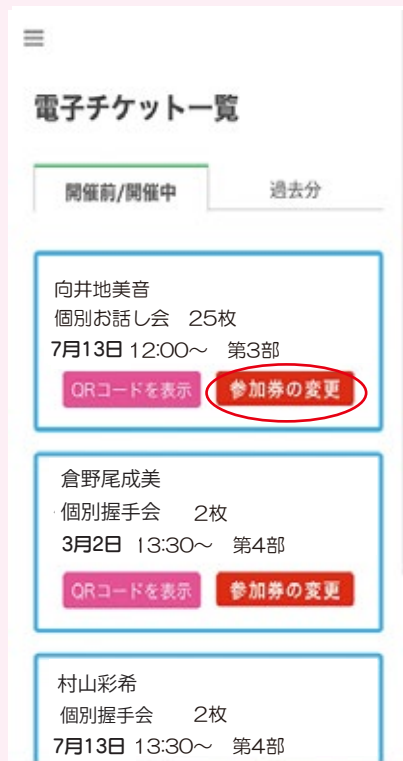 電子チケット一覧
開催前/開催中 過去分
向井地美音
個別お話し会 25枚
7月13日 12:00～ 第3部
QRコードを表示 参加券の変更
倉野尾成美
個別握手会 2枚
3月2日 13:30～ 第4部
QRコードを表示 参加券の変更
村山彩希
個別握手会 2枚
7月13日 13:30～ 第4部